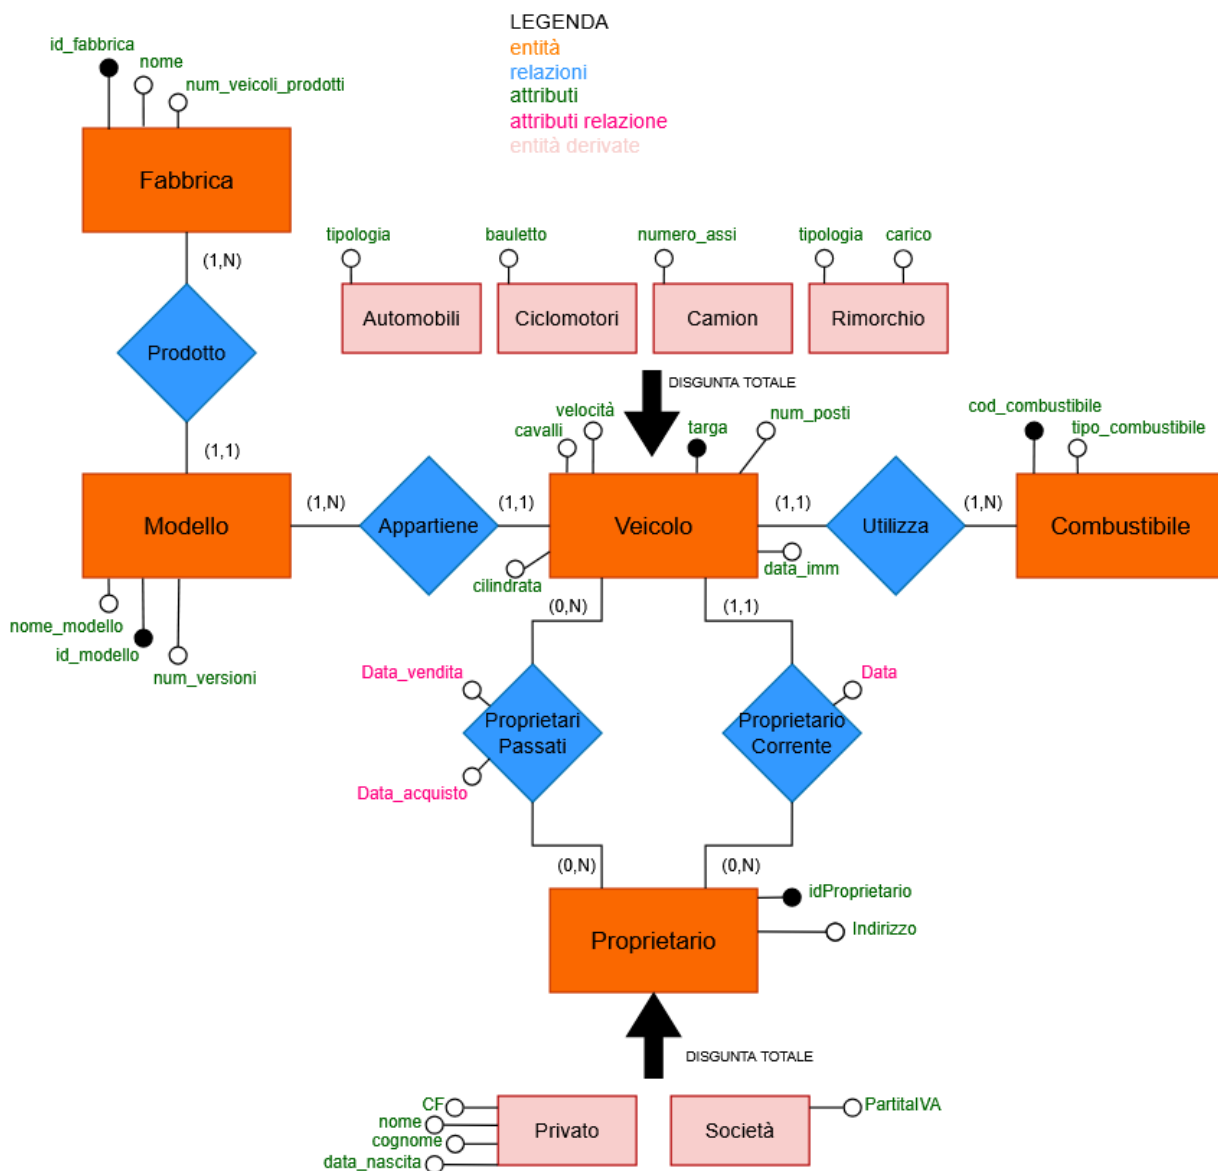 LEGENDA
entità
relazioni
attributi
attributi relazione
entità derivate
id_fabbrica
nome
num_veicoli_prodotti
Fabbrica
(1,N)
Prodotto
(1,1)
tipologia
bauletto
numero_assi
tipologia
carico
Automobili
Ciclomotori
Camion
Rimorchio
DISGUNTA TOTALE
cavalli
velocità
targa
num_posti
cod_combustibile
tipo_combustibile
Modello
(1,N)
Appartiene
(1,1)
Veicolo
(1,1)
Utilizza
(1,N)
Combustibile
cilindrata
data_imm
nome_modello
id_modello
num_versioni
(0,N)
(1,1)
Data_vendita
Proprietari
Passati
Data_acquisto
Data
Proprietario
Corrente
(0,N)
(0,N)
Proprietario
idProprietario
Indirizzo
DISGUNTA TOTALE
CF
nome
cognome
data_nascita
Privato
Società
PartitaIVA